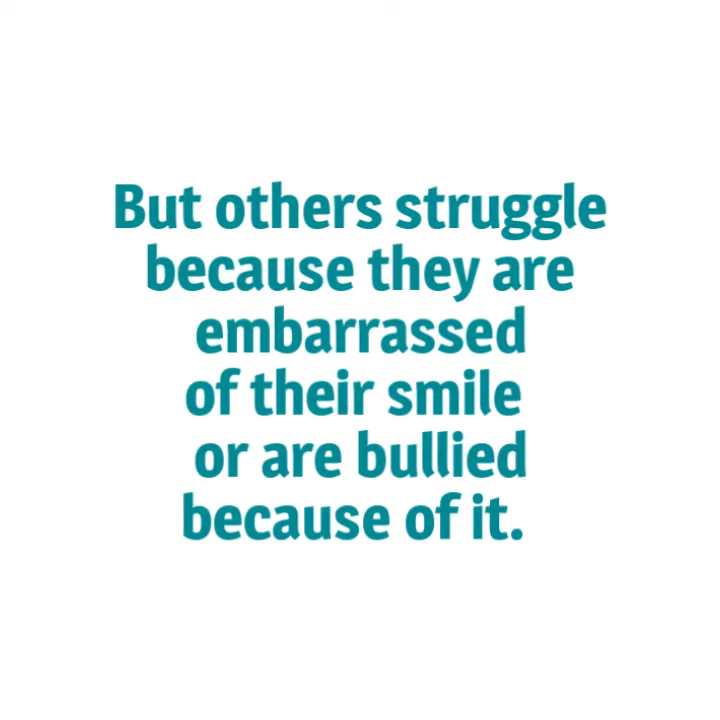 But others struggle
because they are
embarrassed
of their smile
or are bullied
because of it.